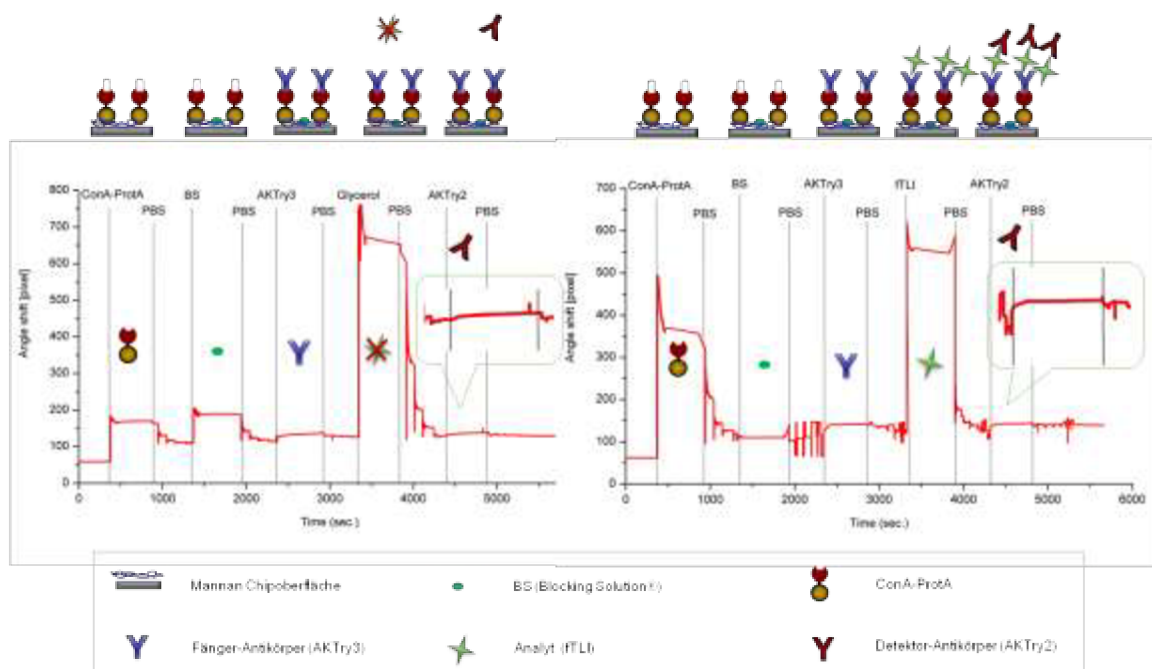 ConA-ProtA
BS
AKTry3
Glycerol
AKTry2
PBS
PBS
PBS
PBS
PBS
800
700
600
500
400
300
200
100
0
Angle shift [pixel]
0
1000
2000
3000
4000
5000
Time (sec.)
ConA-ProtA
BS
AKTry3
fTLI
AKTry2
PBS
PBS
PBS
PBS
PBS
700
600
500
400
300
200
100
0
Angle shift [pixel]
0
1000
2000
3000
4000
5000
6000
Time (sec.)
Mannan Chipoberfläche
BS (Blocking Solution®)
ConA-ProtA
Fänger-Antikörper (AKTry3)
Analyt (fTLI)
Detektor-Antikörper (AKTry2)